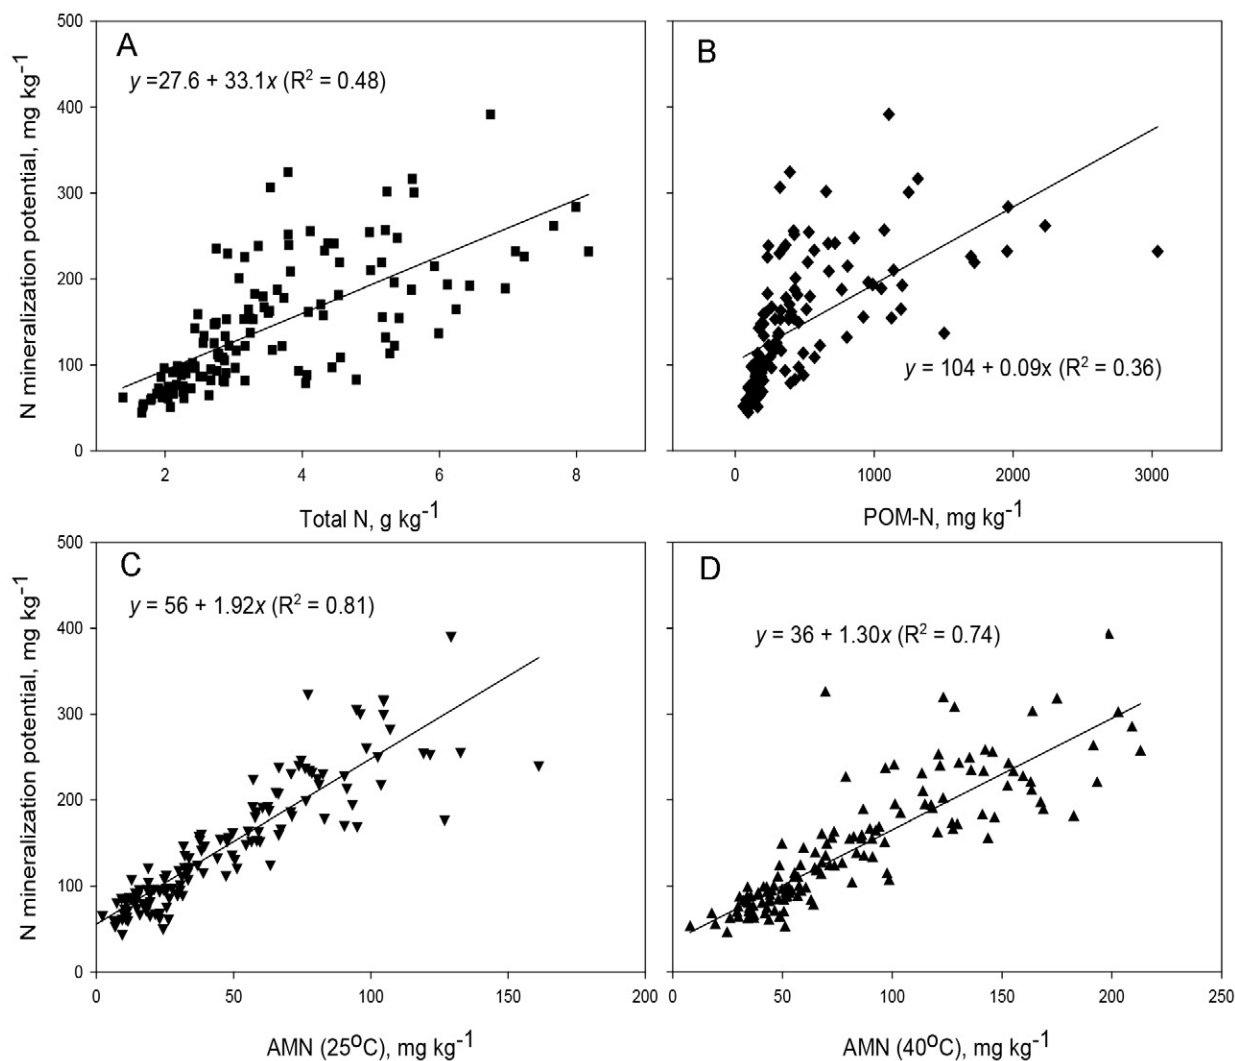 A
y =27.6 + 33.1x (R² = 0.48)
N mineralization potential, mg kg⁻¹
500
400
300
200
100
0
2 4 6 8
Total N, g kg⁻¹
B
y = 104 + 0.09x (R² = 0.36)
0 1000 2000 3000
POM-N, mg kg⁻¹
C
y = 56 + 1.92x (R² = 0.81)
N mineralization potential, mg kg⁻¹
500
400
300
200
100
0
0 50 100 150 200
AMN (25ºC), mg kg⁻¹
D
y = 36 + 1.30x (R² = 0.74)
0 50 100 150 200 250
AMN (40ºC), mg kg⁻¹